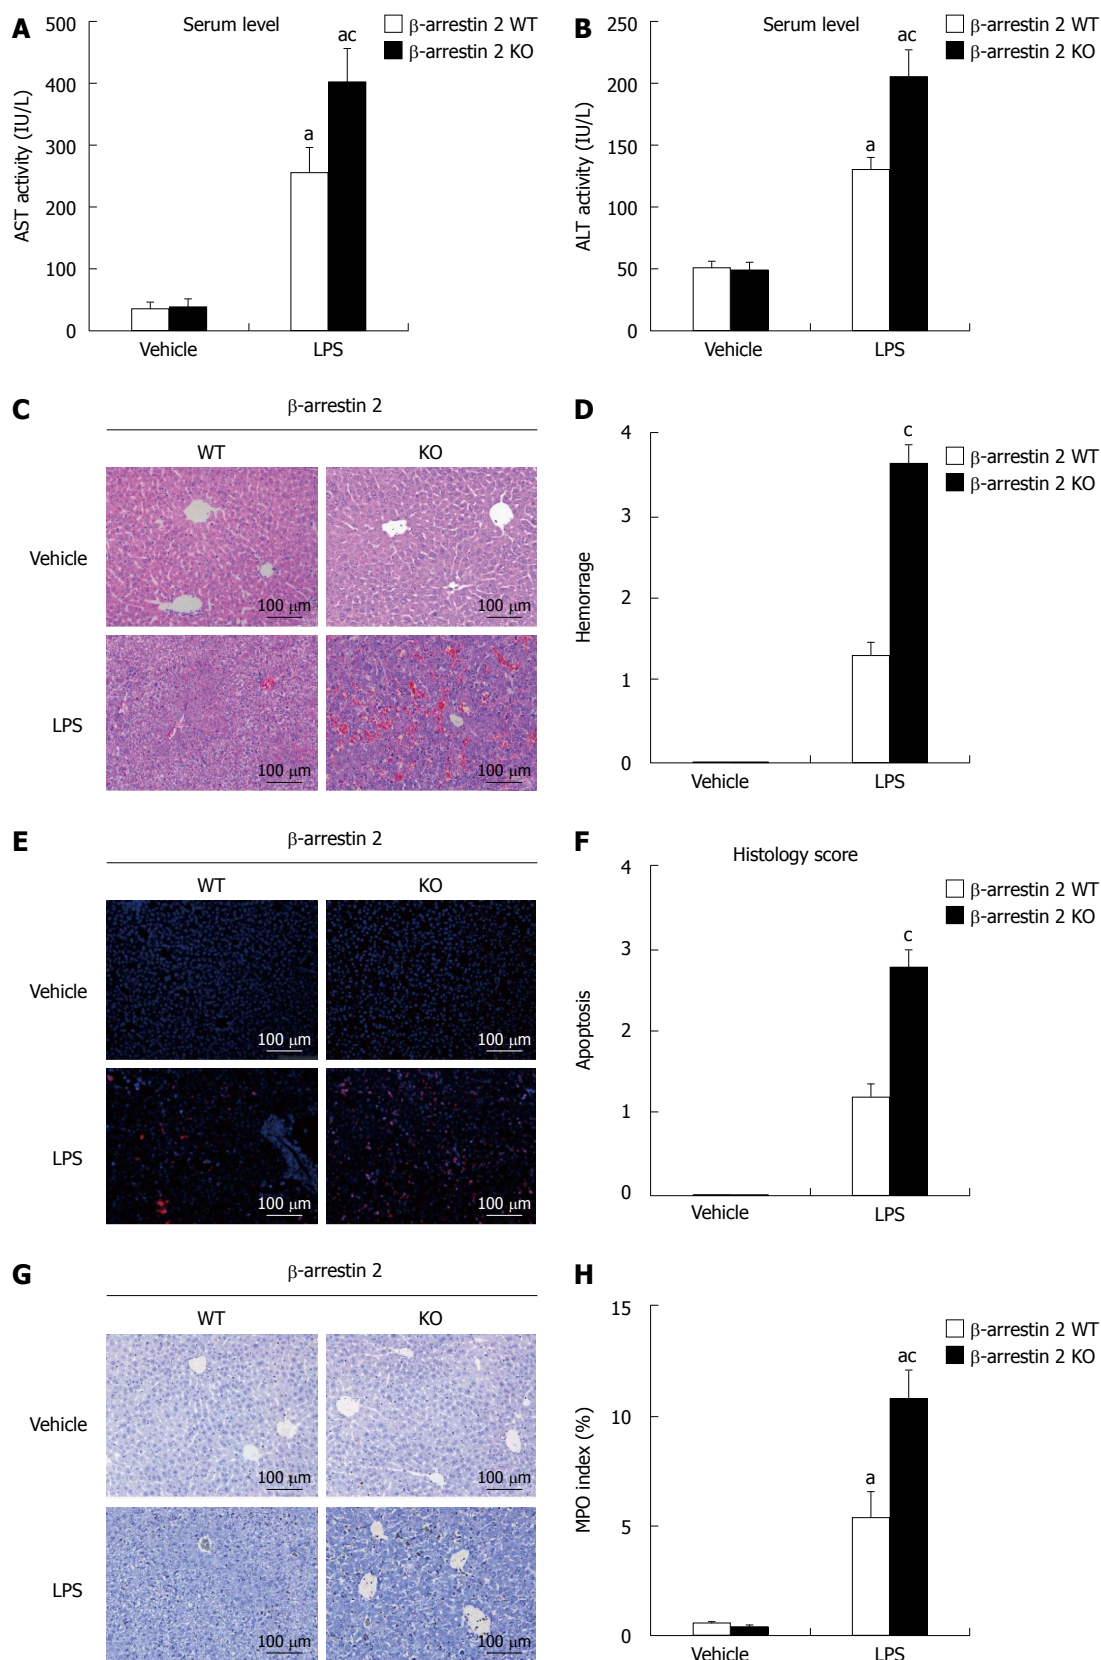 A
Serum level
β-arrestin 2 WT
β-arrestin 2 KO
AST activity (IU/L)
500
400
300
200
100
0
a
ac
Vehicle
LPS
B
Serum level
β-arrestin 2 WT
β-arrestin 2 KO
ALT activity (IU/L)
250
200
150
100
50
0
a
ac
Vehicle
LPS
C
β-arrestin 2
WT
KO
Vehicle
100 μm
100 μm
LPS
100 μm
100 μm
D
β-arrestin 2 WT
β-arrestin 2 KO
Hemorrage
4
3
2
1
0
c
Vehicle
LPS
E
β-arrestin 2
WT
KO
Vehicle
100 μm
100 μm
LPS
100 μm
100 μm
F
Histology score
β-arrestin 2 WT
β-arrestin 2 KO
Apoptosis
4
3
2
1
0
c
Vehicle
LPS
G
β-arrestin 2
WT
KO
Vehicle
100 μm
100 μm
LPS
100 μm
100 μm
H
β-arrestin 2 WT
β-arrestin 2 KO
MPO index (%)
15
10
5
0
a
ac
Vehicle
LPS